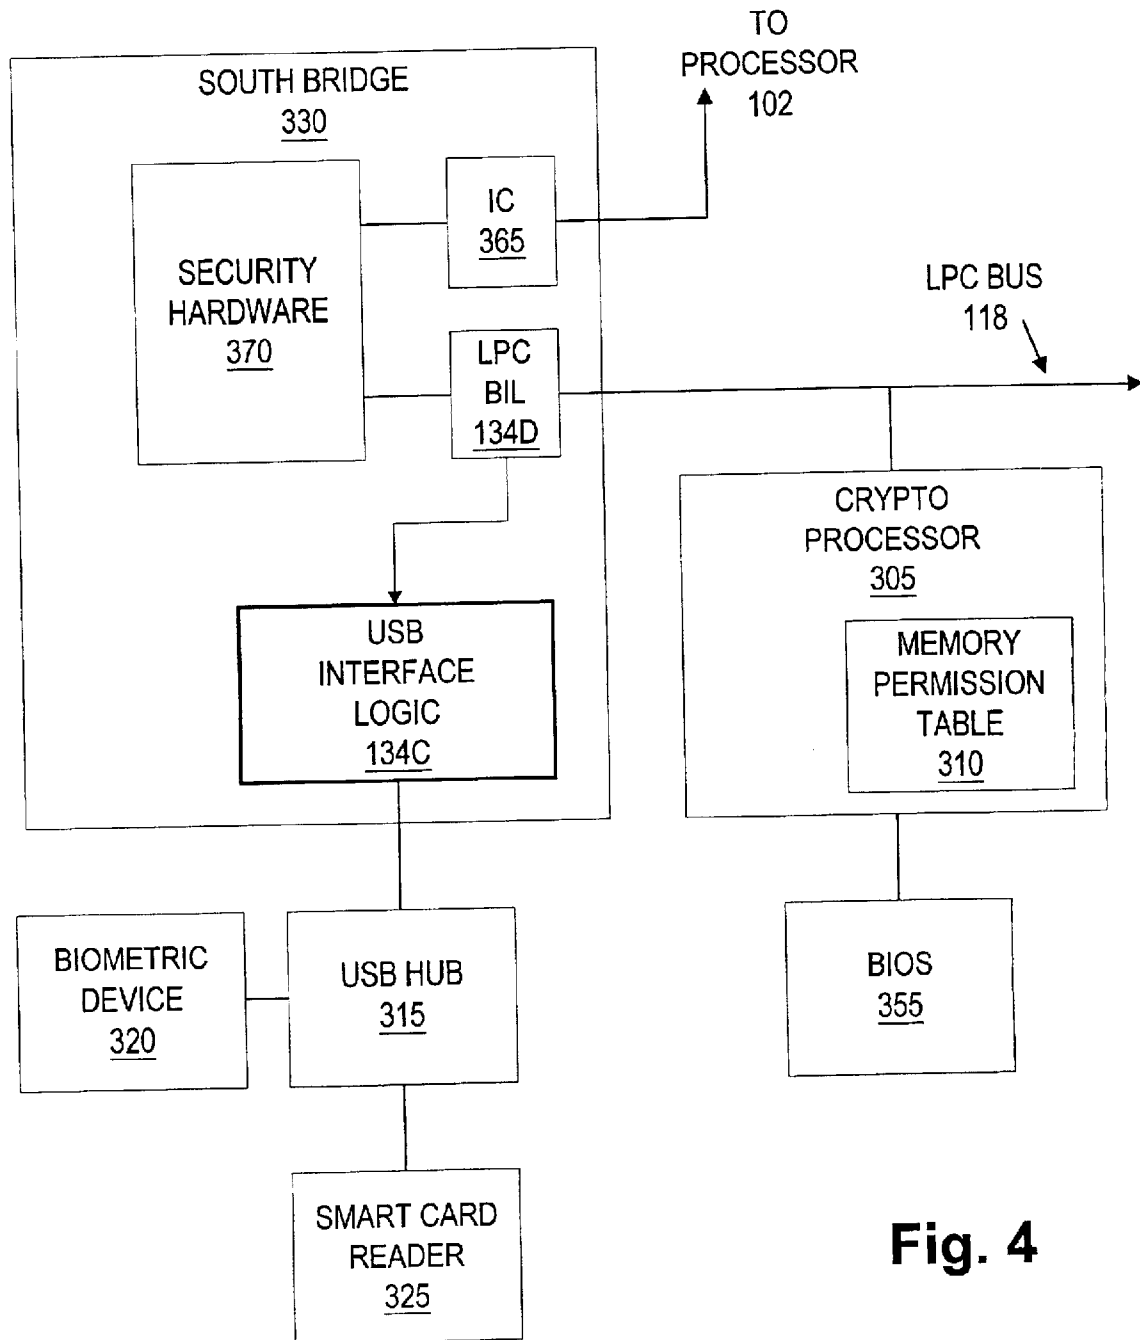 TO
PROCESSOR
102
SOUTH BRIDGE
330
IC
365
SECURITY
HARDWARE
370
LPC BUS
118
LPC
BIL
134D
CRYPTO
PROCESSOR
305
MEMORY
PERMISSION
TABLE
310
USB
INTERFACE
LOGIC
134C
BIOMETRIC
DEVICE
320
USB HUB
315
BIOS
355
SMART CARD
READER
325
Fig. 4